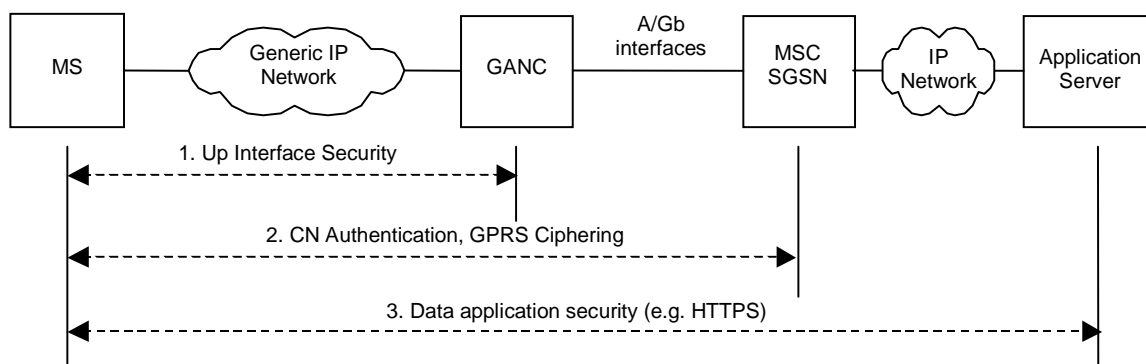 MS
Generic IP
Network
GANC
A/Gb
interfaces
MSC
SGSN
IP
Network
Application
Server
1. Up Interface Security
2. CN Authentication, GPRS Ciphering
3. Data application security (e.g. HTTPS)